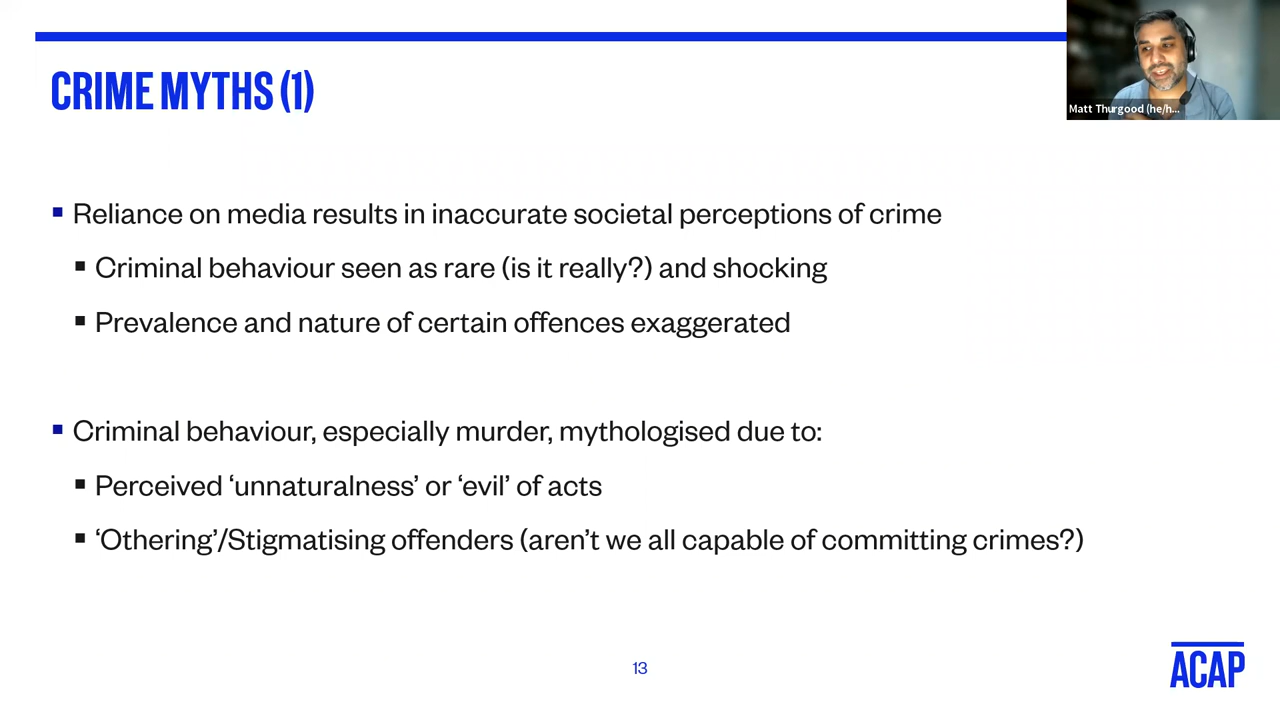 Matt Thurgood (he/h...
CRIME MYTHS (1)
▪ Reliance on media results in inaccurate societal perceptions of crime
▪ Criminal behaviour seen as rare (is it really?) and shocking
▪ Prevalence and nature of certain offences exaggerated
▪ Criminal behaviour, especially murder, mythologised due to:
▪ Perceived ‘unnaturalness’ or ‘evil’ of acts
▪ ‘Othering’/Stigmatising offenders (aren’t we all capable of committing crimes?)
13
ACAP